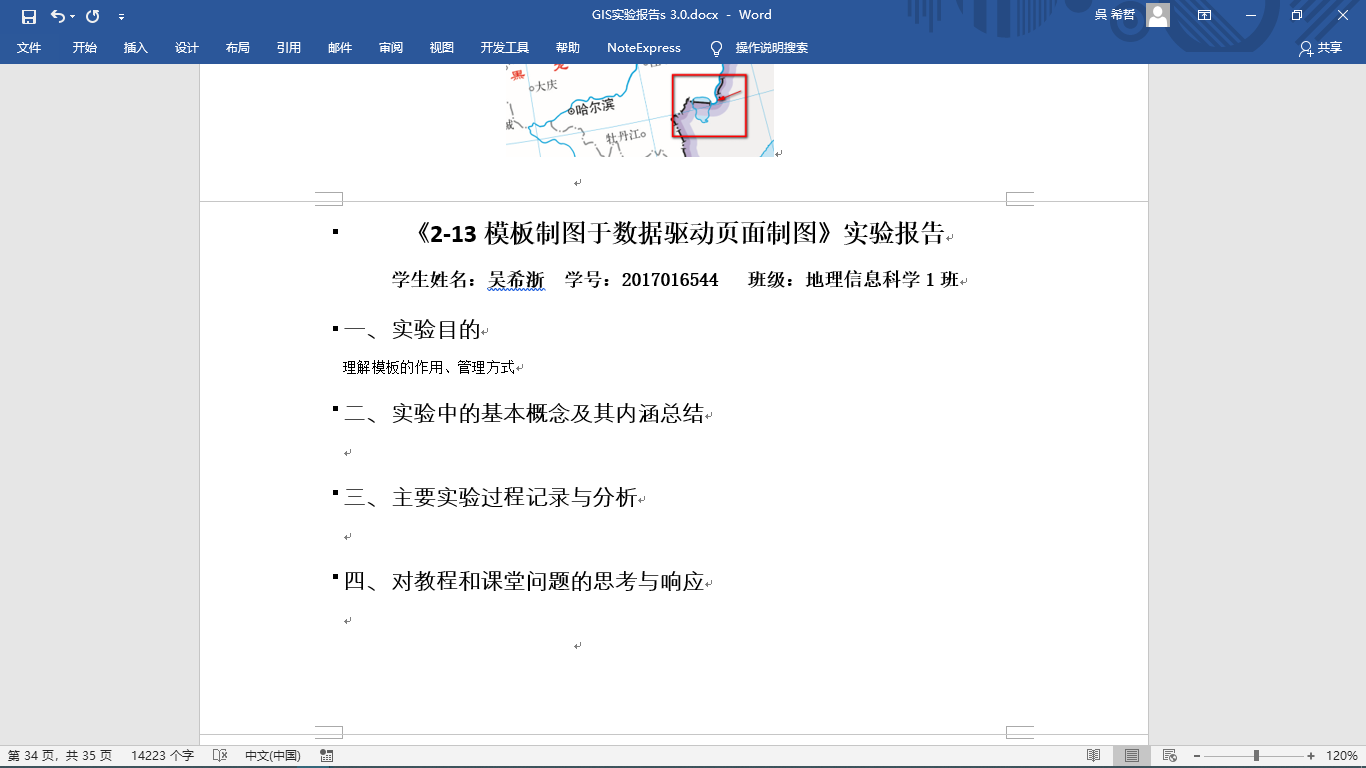 GIS实验报告s 3.0.docx - Word
吳 希哲
文件 开始 插入 设计 布局 引用 邮件 审阅 视图 开发工具 帮助 NoteExpress 操作说明搜索 共享
大庆
哈尔滨
牡丹江
《2-13 模板制图于数据驱动页面制图》实验报告
学生姓名：吴希浙 学号：2017016544 班级：地理信息科学 1 班
一、实验目的
理解模板的作用、管理方式
二、实验中的基本概念及其内涵总结
三、主要实验过程记录与分析
四、对教程和课堂问题的思考与响应
第 34 页，共 35 页 14223 个字 中文(中国) 120%